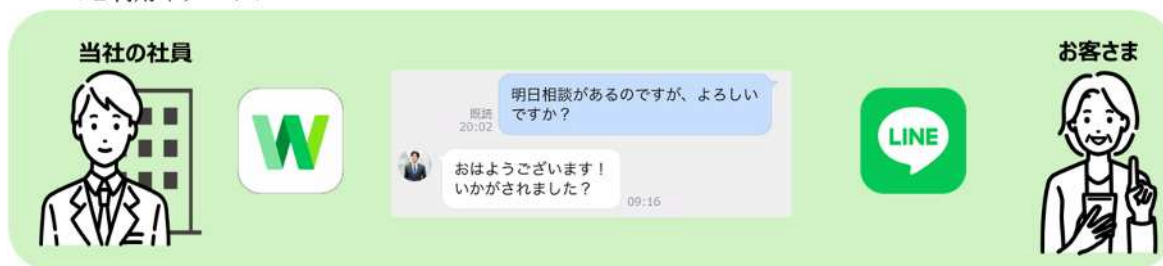 当社の社員
お客さま
明日相談があるのですが、よろしい
ですか？
既読
20:02
おはようございます！
いかがされました？
09:16
W
LINE